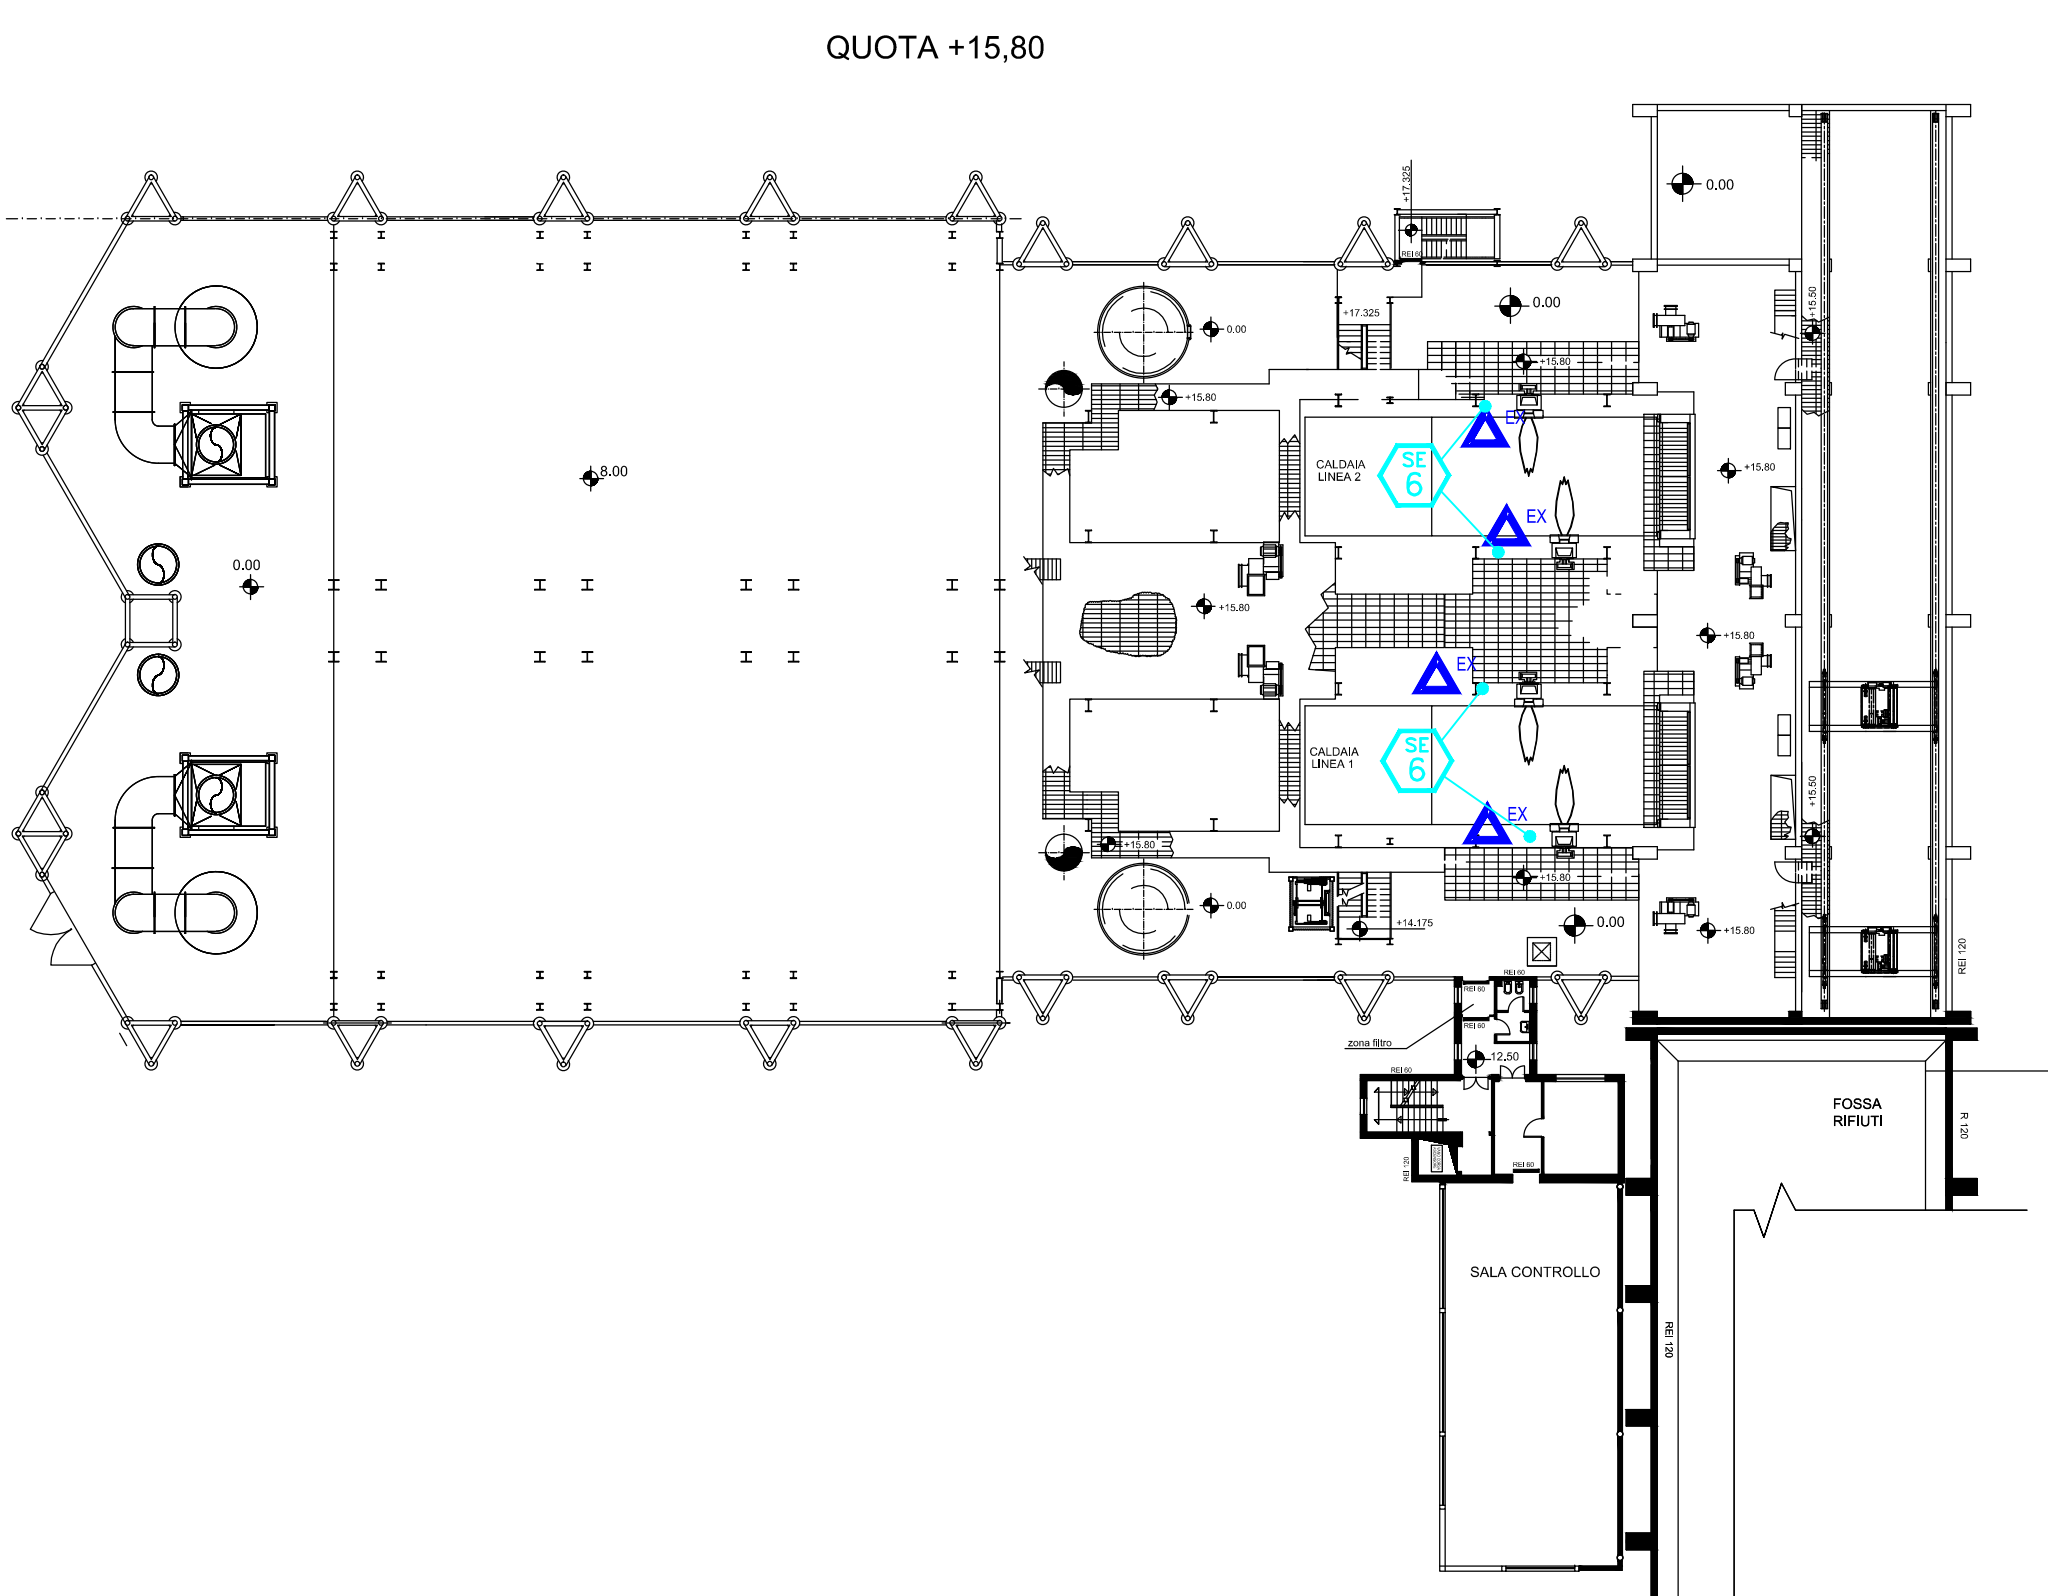 QUOTA +15,80
0.00
+17.325
REI 60
0.00
+15.50
+17.325
0.00
+15.80
+15.80
EX
8.00
CALDAIA
LINEA 2
SE
6
+15.80
EX
0.00
+15.80
+15.80
EX
CALDAIA
LINEA 1
SE
6
+15.50
EX
+15.80
+15.80
0.00
+14.175
0.00
+15.80
REI 120
REI 60
REI 60
REI 60
zona filtro
12.50
REI 60
FOSSA
RIFIUTI
R 120
REI 120
REI 60
SALA CONTROLLO
REI 120